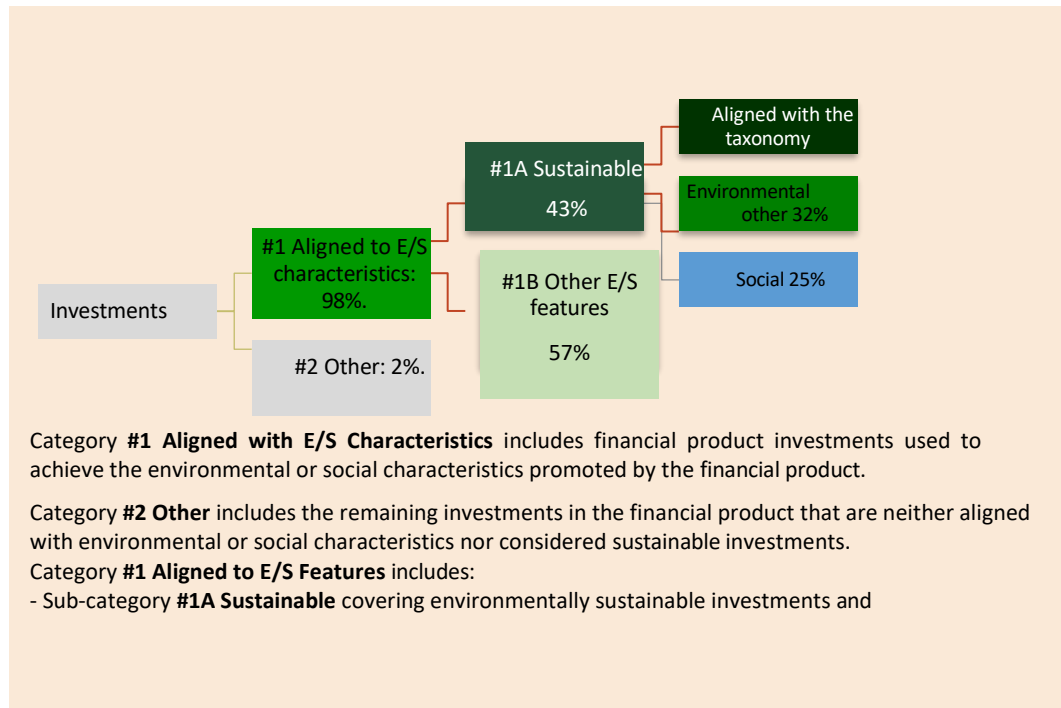 Aligned with the
taxonomy
#1A Sustainable
43%
Environmental
other 32%
#1 Aligned to E/S
characteristics:
98%.
Social 25%
#1B Other E/S
features
57%
Investments
#2 Other: 2%.
Category #1 Aligned with E/S Characteristics includes financial product investments used to
achieve the environmental or social characteristics promoted by the financial product.
Category #2 Other includes the remaining investments in the financial product that are neither aligned
with environmental or social characteristics nor considered sustainable investments.
Category #1 Aligned to E/S Features includes:
- Sub-category #1A Sustainable covering environmentally sustainable investments and